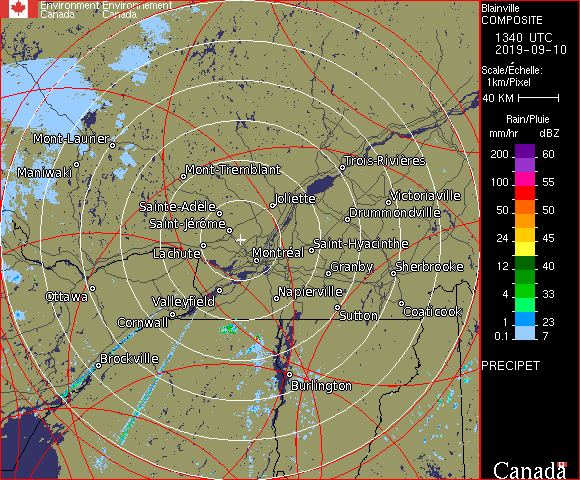 Environment Environnement
Canada Canada
Blainville
COMPOSITE
1340 UTC
2019-09-10
Scale/Échelle:
1km/Pixel
40 KM
Rain/Pluie
mm/hr dBZ
200 60
100 55
50 50
24 45
12 40
4 33
1 23
0.1 7
PRECIPET
Canada
Mont-Laurier
Maniwaki
Mont-Tremblant
Trois-Rivières
Sainte-Adèle
Joliette
Victoriaville
Saint-Jérôme
Drummondville
Lachute
Montréal
Saint-Hyacinthe
Granby
Sherbrooke
Ottawa
Valleyfield
Napierville
Cornwall
Sutton
Coaticook
Brockville
Burlington